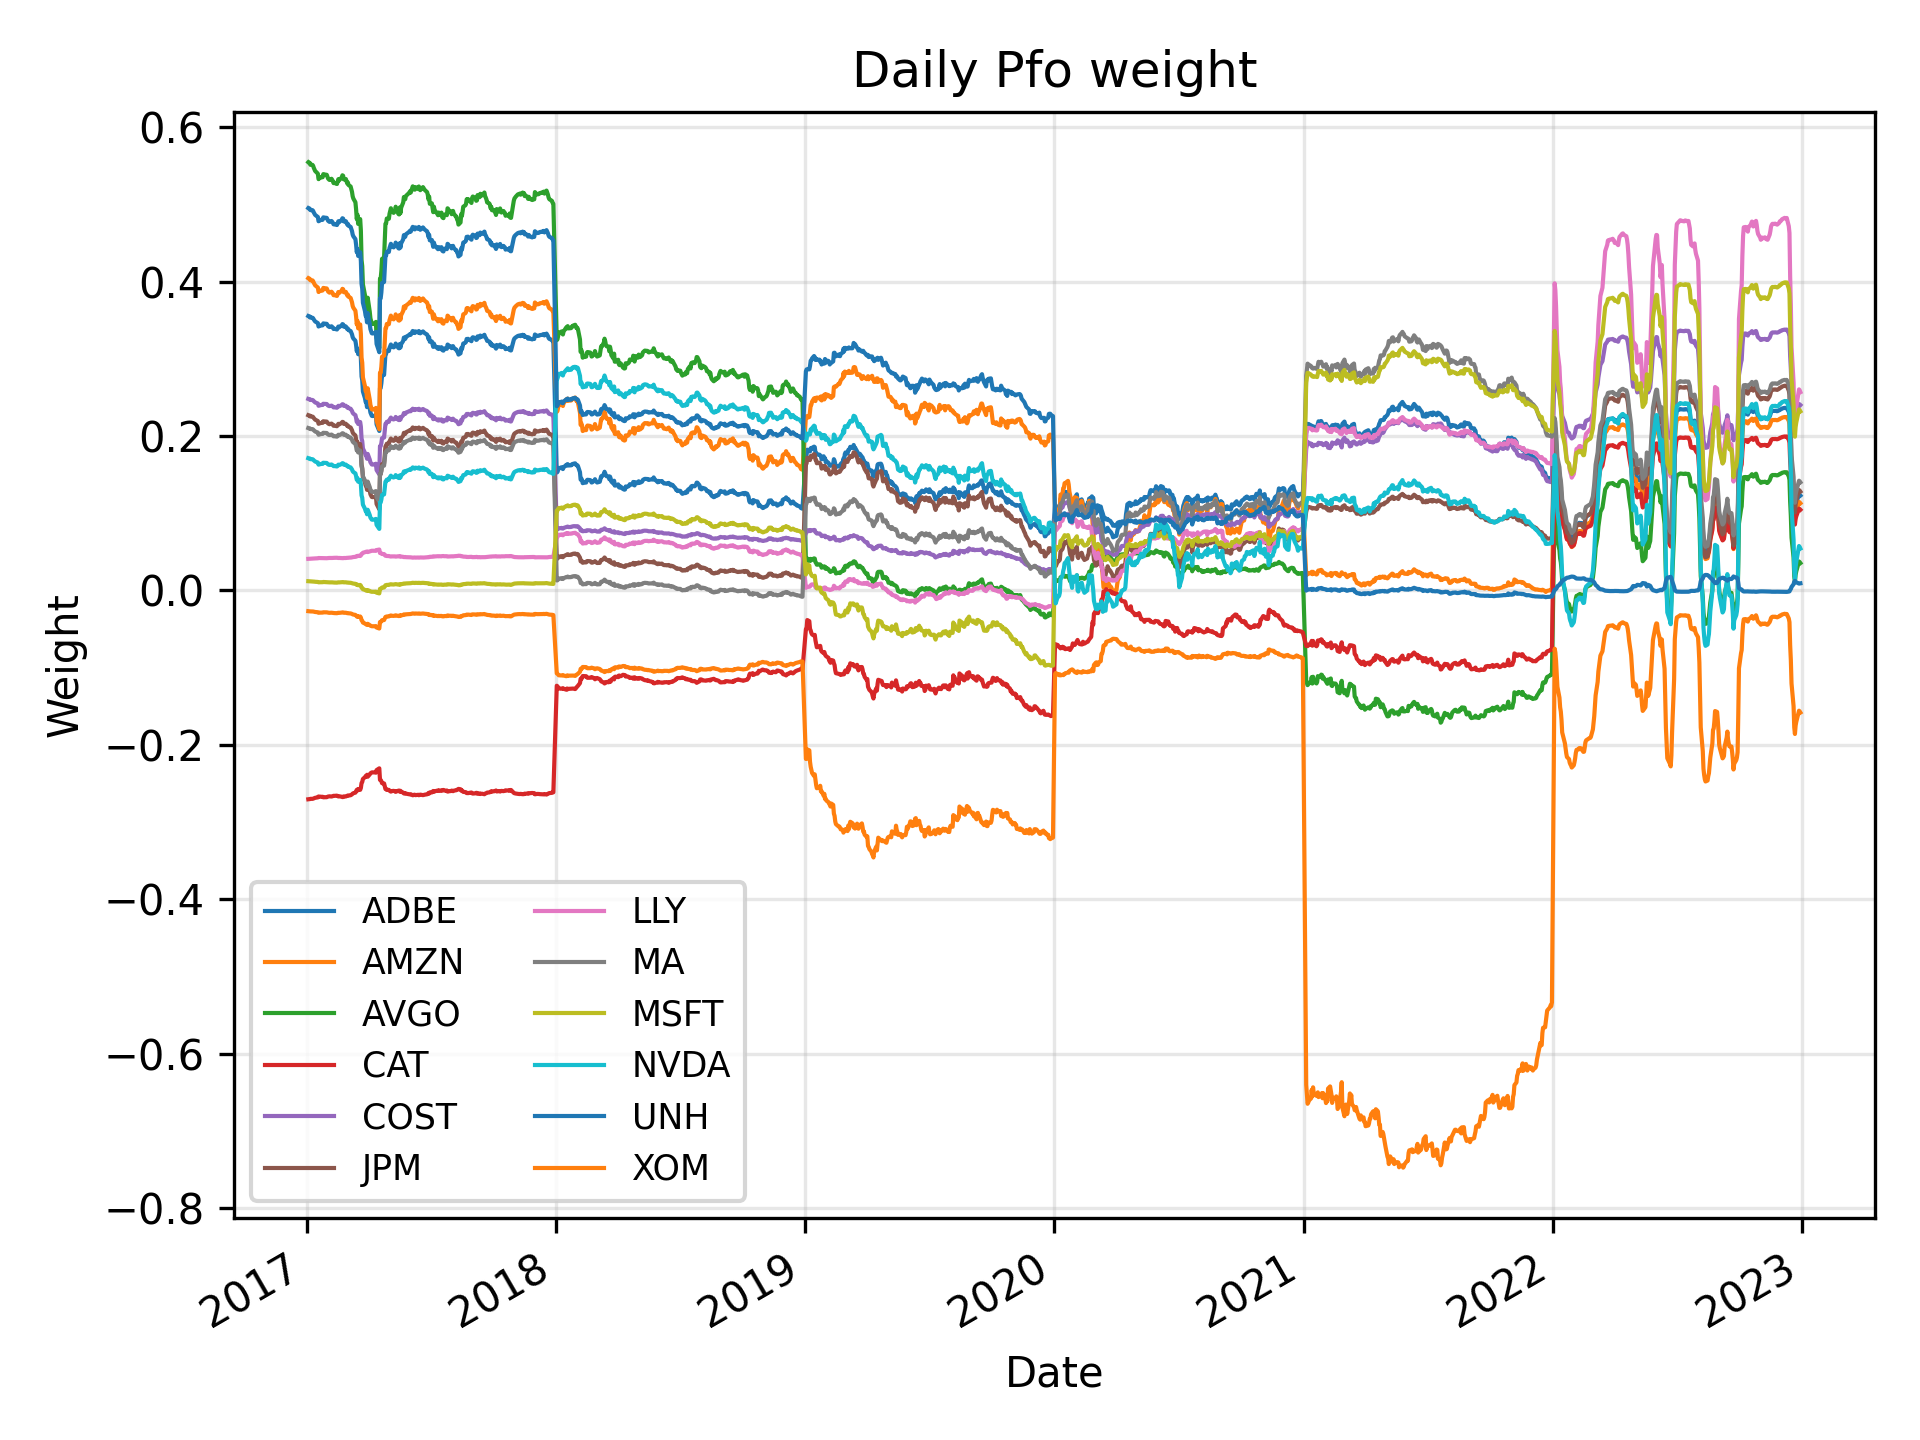 Daily Pfo weight
0.6
0.4
0.2
0.0
−0.2
−0.4
−0.6
−0.8
Weight
ADBE
AMZN
AVGO
CAT
COST
JPM
LLY
MA
MSFT
NVDA
UNH
XOM
2017
2018
2019
2020
2021
2022
2023
Date